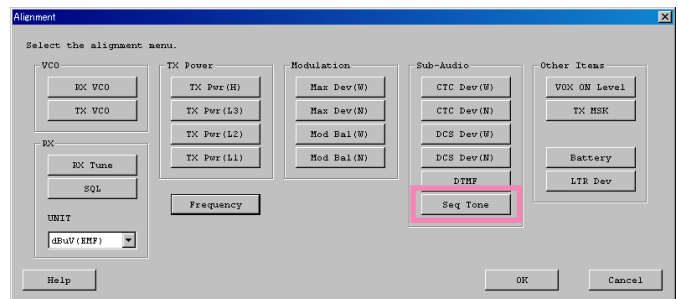 Alignment
Select the alignment menu.
VCO
RX VCO
TX VCO
RX
RX Tune
SQL
UNIT
dBuV(EMF)
TX Power
TX Pwr(H)
TX Pwr(L3)
TX Pwr(L2)
TX Pwr(L1)
Frequency
Modulation
Max Dev(W)
Max Dev(N)
Mod Bal(W)
Mod Bal(N)
Sub-Audio
CTC Dev(W)
CTC Dev(N)
DCS Dev(W)
DCS Dev(N)
DTMF
Seq Tone
Other Items
VOX ON Level
TX MSK
Battery
LTR Dev
Help
OK
Cancel